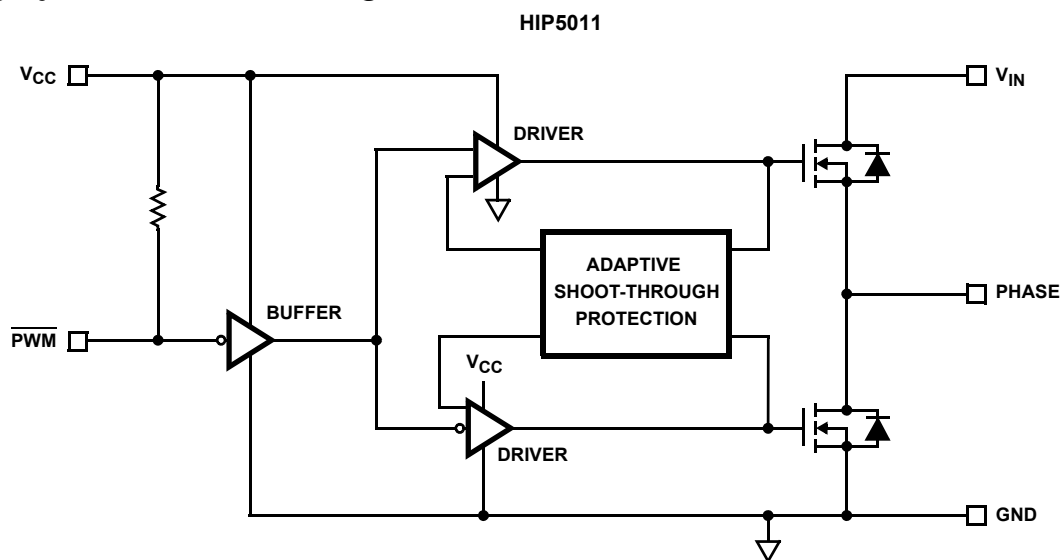 HIP5011
VCC
VIN
DRIVER
ADAPTIVE
SHOOT-THROUGH
PROTECTION
PHASE
BUFFER
PWM
VCC
DRIVER
GND